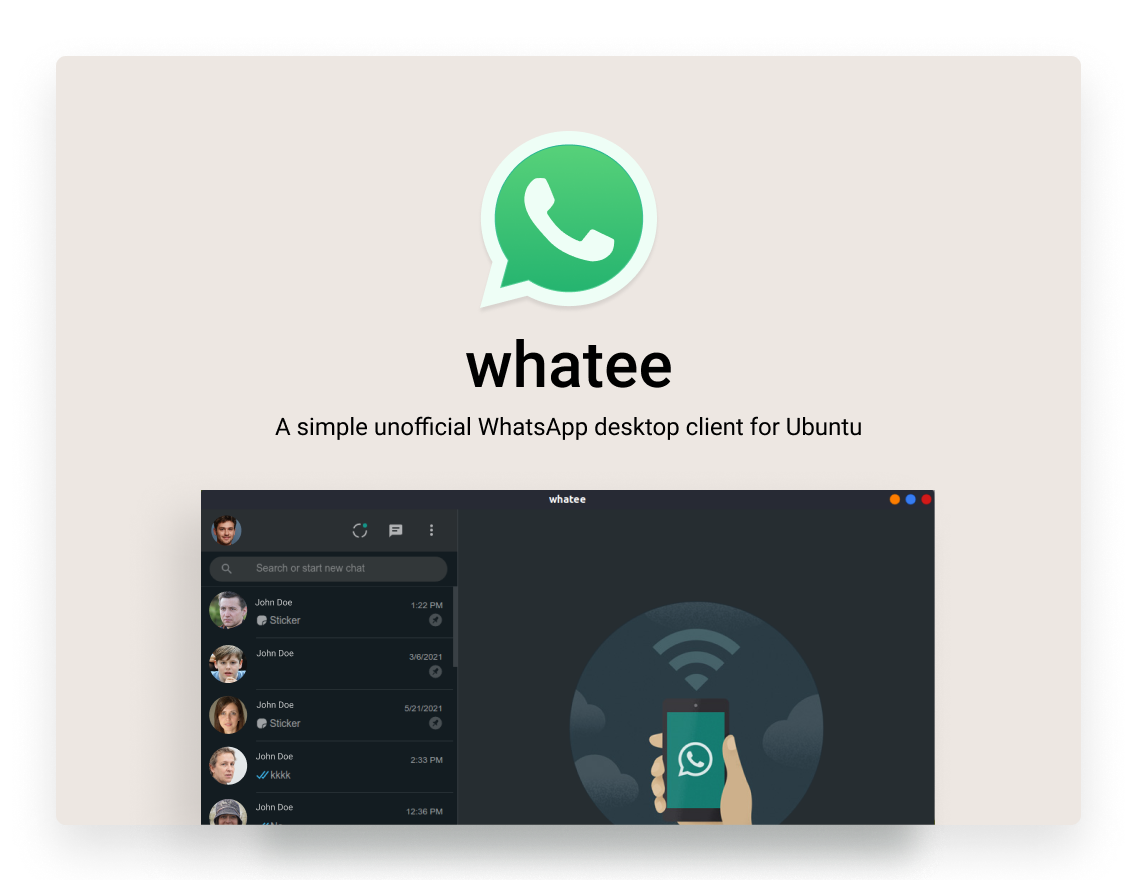 whatee
A simple unofficial WhatsApp desktop client for Ubuntu
whatee
Search or start new chat
John Doe
1:22 PM
Sticker
John Doe
3/6/2021
John Doe
5/21/2021
Sticker
John Doe
2:33 PM
kkkk
John Doe
12:36 PM